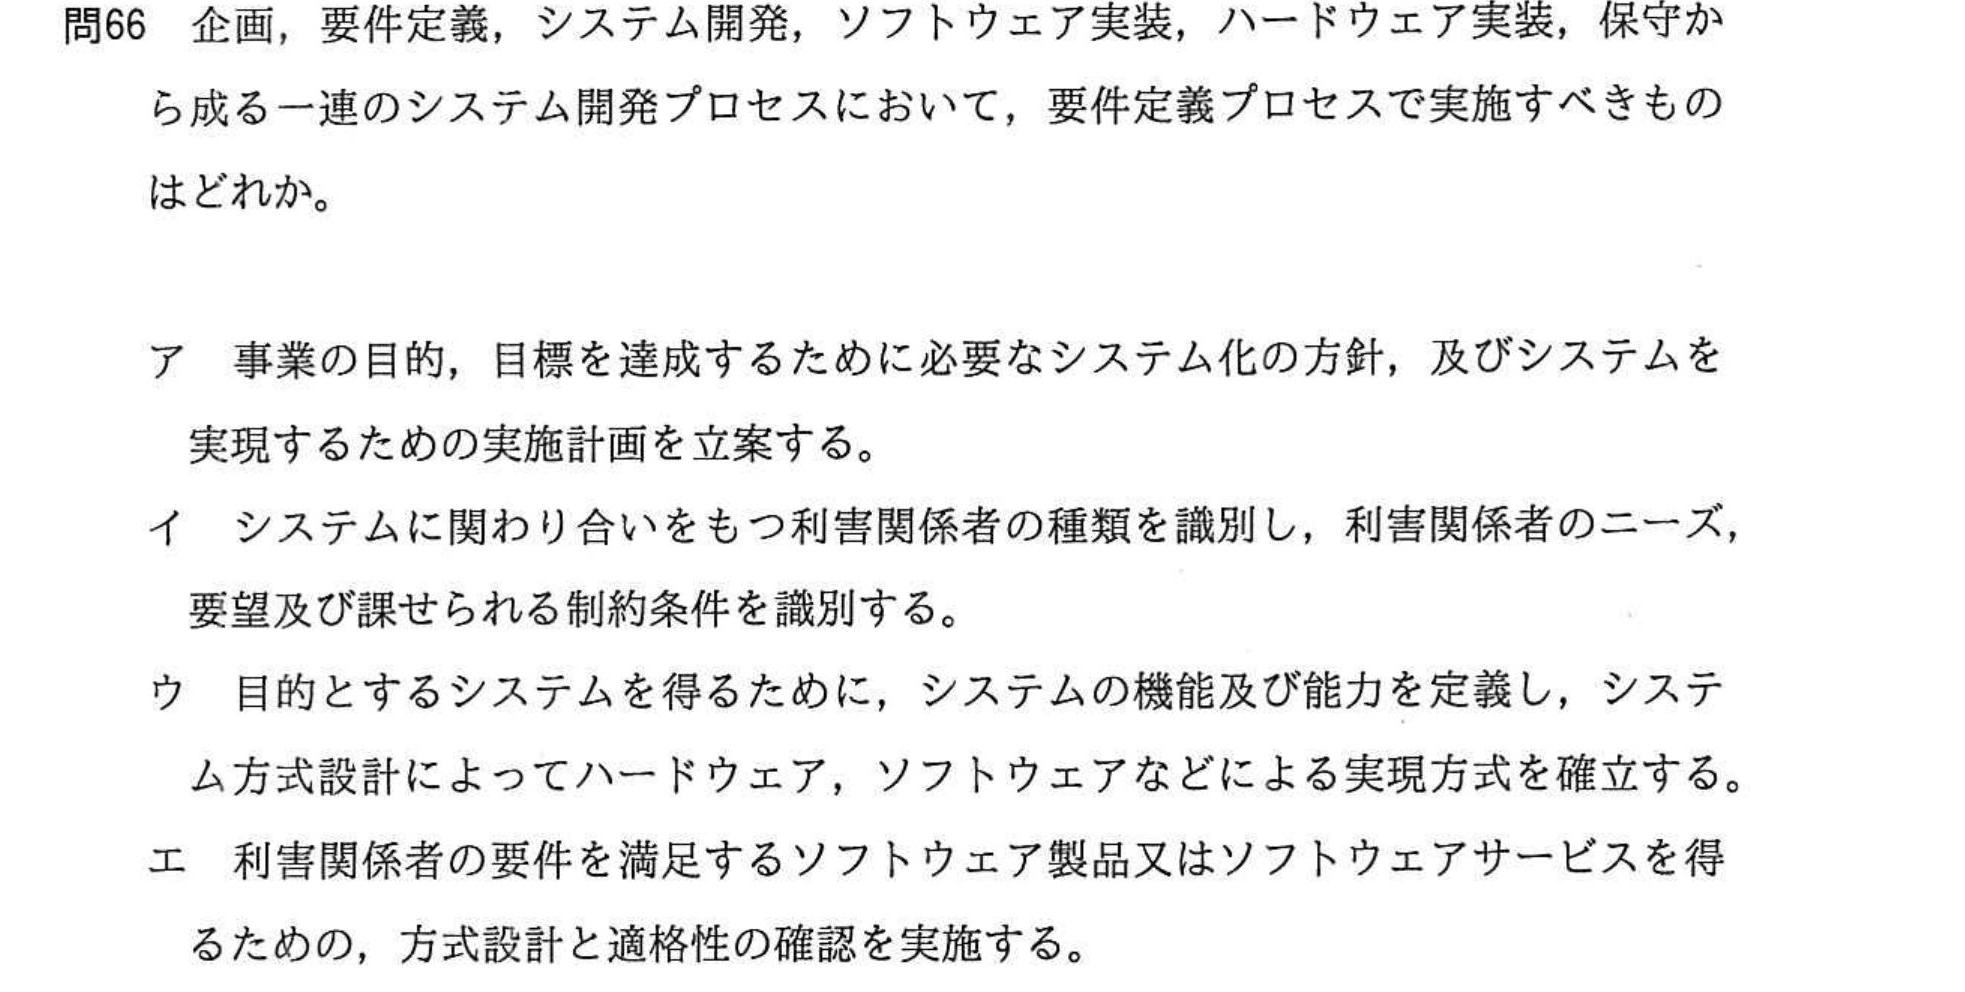 問66 企画，要件定義，システム開発，ソフトウェア実装，ハードウェア実装，保守か
ら成る一連のシステム開発プロセスにおいて，要件定義プロセスで実施すべきもの
はどれか。
ア 事業の目的，目標を達成するために必要なシステム化の方針，及びシステムを
実現するための実施計画を立案する。
イ システムに関わり合いをもつ利害関係者の種類を識別し，利害関係者のニーズ，
要望及び課せられる制約条件を識別する。
ウ 目的とするシステムを得るために，システムの機能及び能力を定義し，システ
ム方式設計によってハードウェア，ソフトウェアなどによる実現方式を確立する。
エ 利害関係者の要件を満足するソフトウェア製品又はソフトウェアサービスを得
るための，方式設計と適格性の確認を実施する。